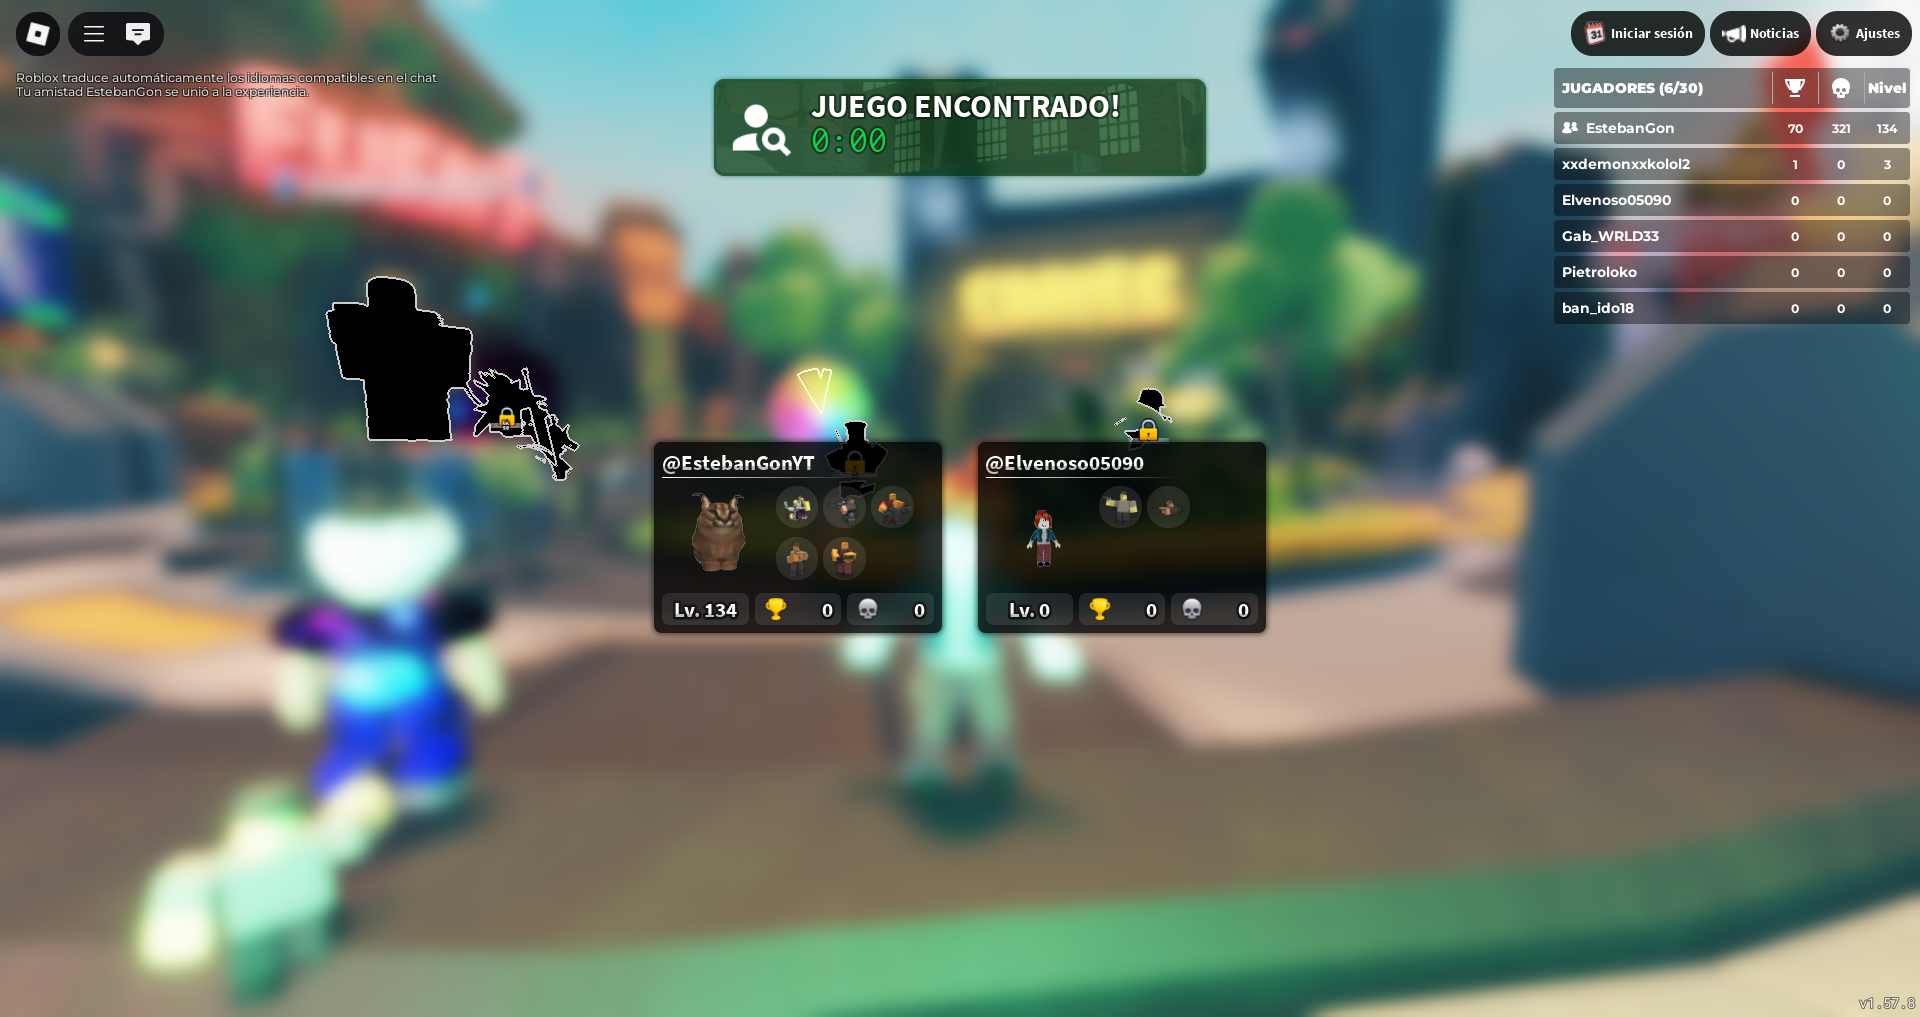 Iniciar sesión
Noticias
Ajustes
Roblox traduce automáticamente los idiomas compatibles en el chat
Tu amistad EstebanGon se unió a la experiencia.
JUEGO ENCONTRADO!
0:00
JUGADORES (6/30) Nivel
EstebanGon 70 321 134
xxdemonxxkolol2 1 0 3
Elvenoso05090 0 0 0
Gab_WRLD33 0 0 0
Pietroloko 0 0 0
ban_ido18 0 0 0
@EstebanGonYT
Lv. 134 0 0
@Elvenoso05090
Lv. 0 0 0
v1.57.8